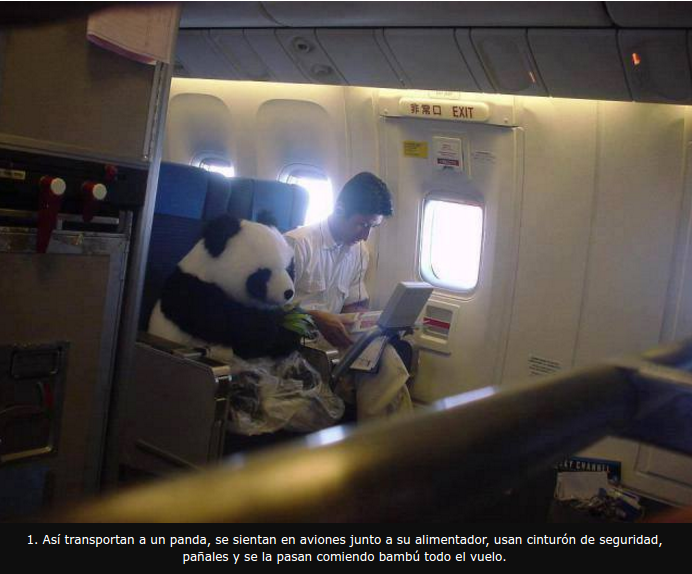 非常口 EXIT
1. Así transportan a un panda, se sientan en aviones junto a su alimentador, usan cinturón de seguridad,
pañales y se la pasan comiendo bambú todo el vuelo.